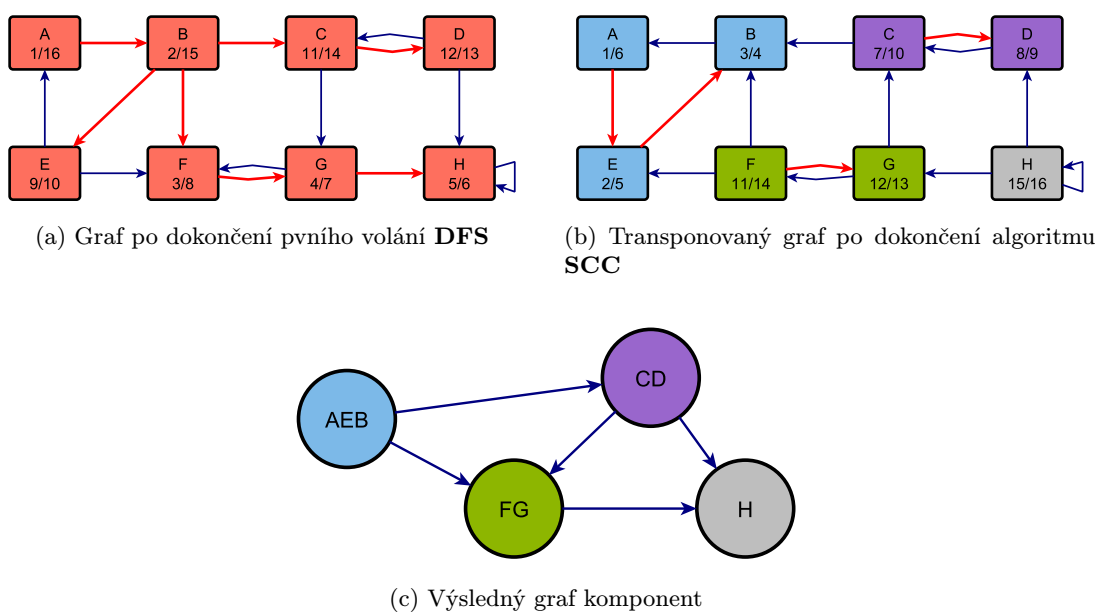 A
1/16
B
2/15
C
11/14
D
12/13
E
9/10
F
3/8
G
4/7
H
5/6
(a) Graf po dokončení pvního volání DFS
A
1/6
B
3/4
C
7/10
D
8/9
E
2/5
F
11/14
G
12/13
H
15/16
(b) Transponovaný graf po dokončení algoritmu
SCC
AEB
CD
FG
H
(c) Výsledný graf komponent